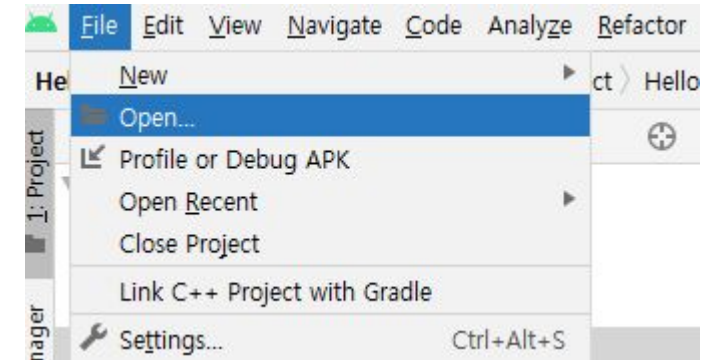 File Edit View Navigate Code Analyze Refactor
Hel
New
ct 〉 Hello
Open...
Profile or Debug APK
1: Project
Open Recent
Close Project
Link C++ Project with Gradle
nager
Settings... Ctrl+Alt+S